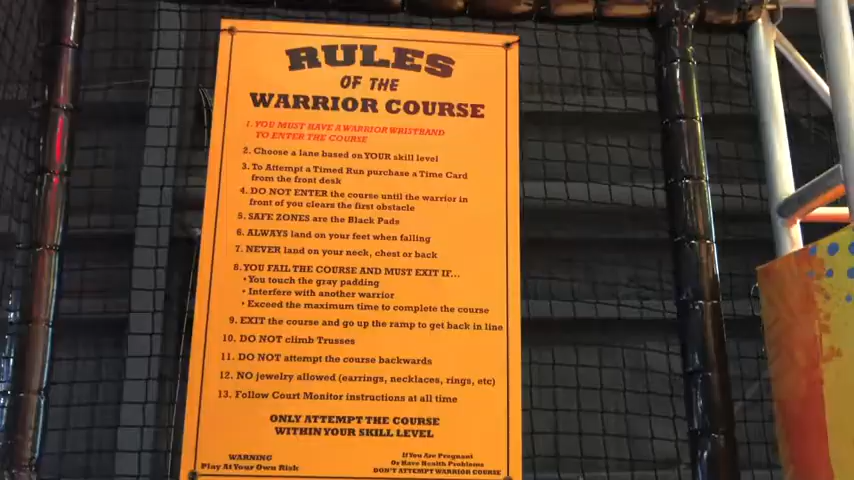 RULES
OF THE
WARRIOR COURSE
1. YOU MUST HAVE A WARRIOR WRISTBAND
TO ENTER THE COURSE
2. Choose a lane based on YOUR skill level
3. To Attempt a Timed Run purchase a Time Card
from the front desk
4. DO NOT ENTER the course until the warrior in
front of you clears the first obstacle
5. SAFE ZONES are the Black Pads
6. ALWAYS land on your feet when falling
7. NEVER land on your neck, chest or back
8. YOU FAIL THE COURSE AND MUST EXIT IF...
• You touch the gray padding
• Interfere with another warrior
• Exceed the maximum time to complete the course
9. EXIT the course and go up the ramp to get back in line
10. DO NOT climb Trusses
11. DO NOT attempt the course backwards
12. NO jewelry allowed (earrings, necklaces, rings, etc)
13. Follow Court Monitor instructions at all time
ONLY ATTEMPT THE COURSE
WITHIN YOUR SKILL LEVEL
WARNING
Play At Your Own Risk
If You Are Pregnant
Or Have Health Problems
DON'T ATTEMPT WARRIOR COURSE